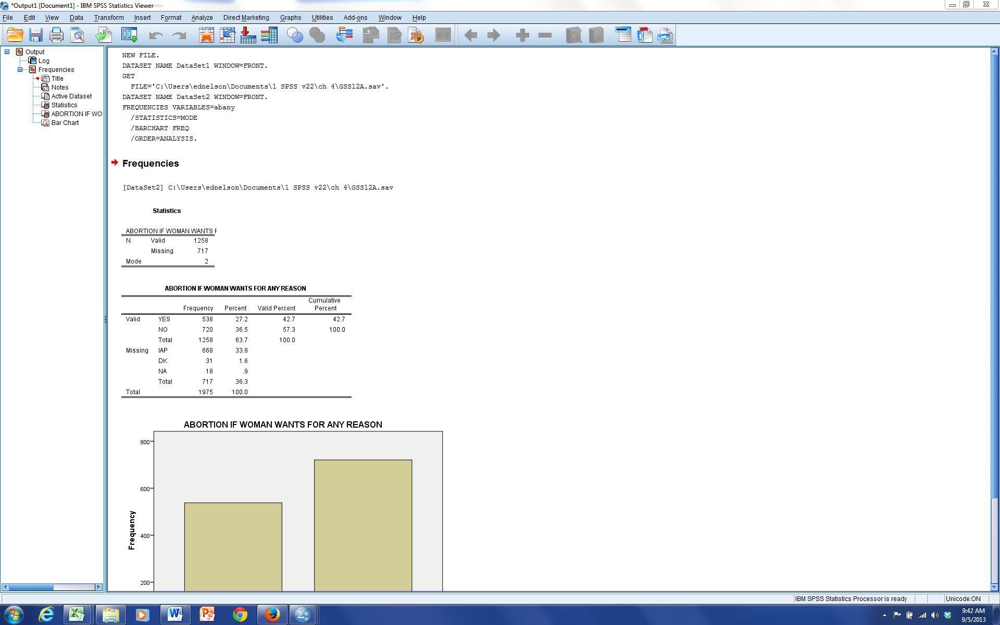 *Output1 [Document1] - IBM SPSS Statistics Viewer
File Edit View Data Transform Insert Format Analyze Direct Marketing Graphs Utilities Add-ons Window Help
Output
Log
Frequencies
Title
Notes
Active Dataset
Statistics
ABORTION IF WO
Bar Chart
NEW FILE.
DATASET NAME DataSet1 WINDOW=FRONT.
GET
FILE='C:\Users\ednelson\Documents\1 SPSS v22\ch 4\GSS12A.sav'.
DATASET NAME DataSet2 WINDOW=FRONT.
FREQUENCIES VARIABLES=abany
/STATISTICS=MODE
/BARCHART FREQ
/ORDER=ANALYSIS.
Frequencies
[DataSet2] C:\Users\ednelson\Documents\1 SPSS v22\ch 4\GSS12A.sav
Statistics
ABORTION IF WOMAN WANTS F
N Valid 1258
Missing 717
Mode 2
ABORTION IF WOMAN WANTS FOR ANY REASON
Frequency Percent Valid Percent Cumulative Percent
Valid YES 538 27.2 42.7 42.7
NO 720 36.5 57.3 100.0
Total 1258 63.7 100.0
Missing IAP 668 33.8
DK 31 1.6
NA 18 .9
Total 717 36.3
Total 1975 100.0
ABORTION IF WOMAN WANTS FOR ANY REASON
800
600
400
200
Frequency
IBM SPSS Statistics Processor is ready Unicode:ON
9:42 AM
9/5/2013